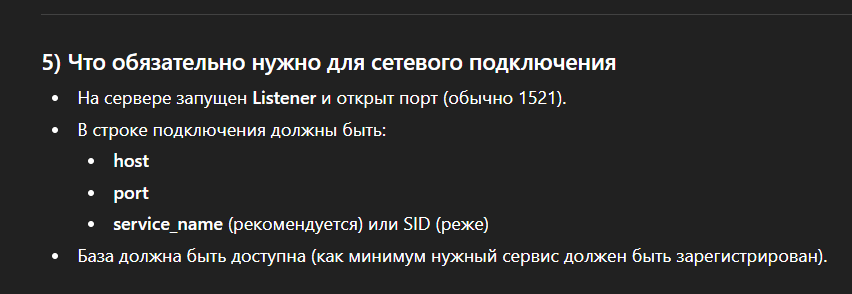 5) Что обязательно нужно для сетевого подключения
• На сервере запущен Listener и открыт порт (обычно 1521).
• В строке подключения должны быть:
• host
• port
• service_name (рекомендуется) или SID (реже)
• База должна быть доступна (как минимум нужный сервис должен быть зарегистрирован).